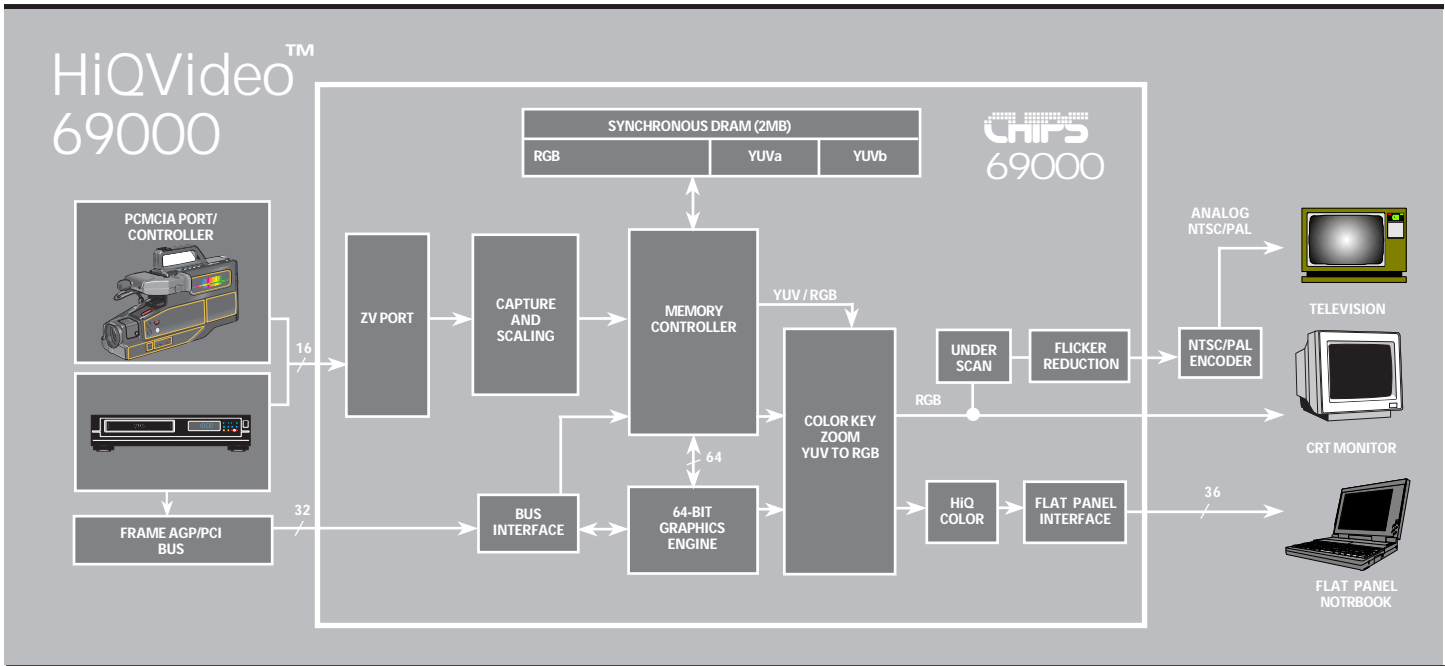 HiQVideo™
69000
SYNCHRONOUS DRAM (2MB)
RGB
YUVa
YUVb
CHIPS
69000
PCMCIA PORT/
CONTROLLER
16
ZV PORT
CAPTURE
AND
SCALING
MEMORY
CONTROLLER
YUV / RGB
ANALOG
NTSC/PAL
TELEVISION
UNDER
SCAN
FLICKER
REDUCTION
NTSC/PAL
ENCODER
RGB
COLOR KEY
ZOOM
YUV TO RGB
CRT MONITOR
64
FRAME AGP/PCI
BUS
32
BUS
INTERFACE
64-BIT
GRAPHICS
ENGINE
HiQ
COLOR
FLAT PANEL
INTERFACE
36
FLAT PANEL
NOTRBOOK